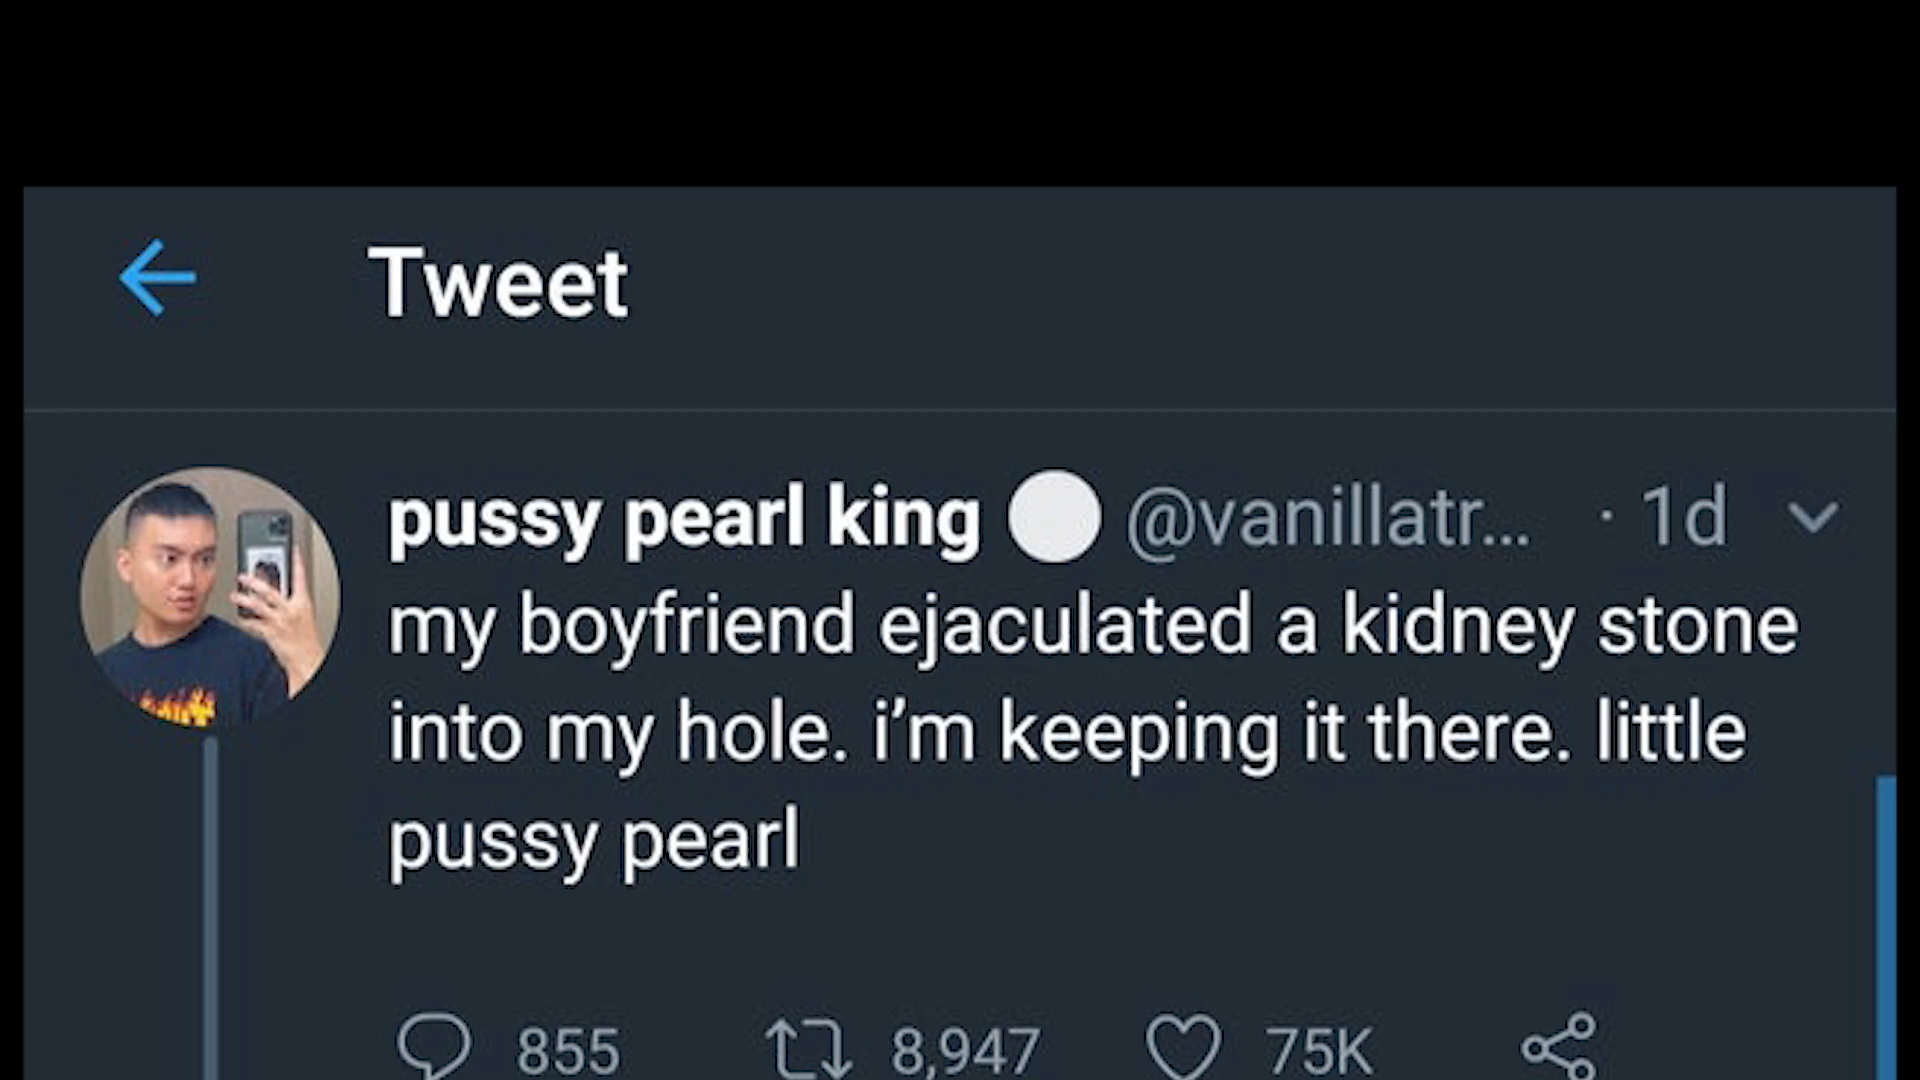 Tweet
pussy pearl king @vanillatr... · 1d
my boyfriend ejaculated a kidney stone
into my hole. i’m keeping it there. little
pussy pearl
855 8,947 75K